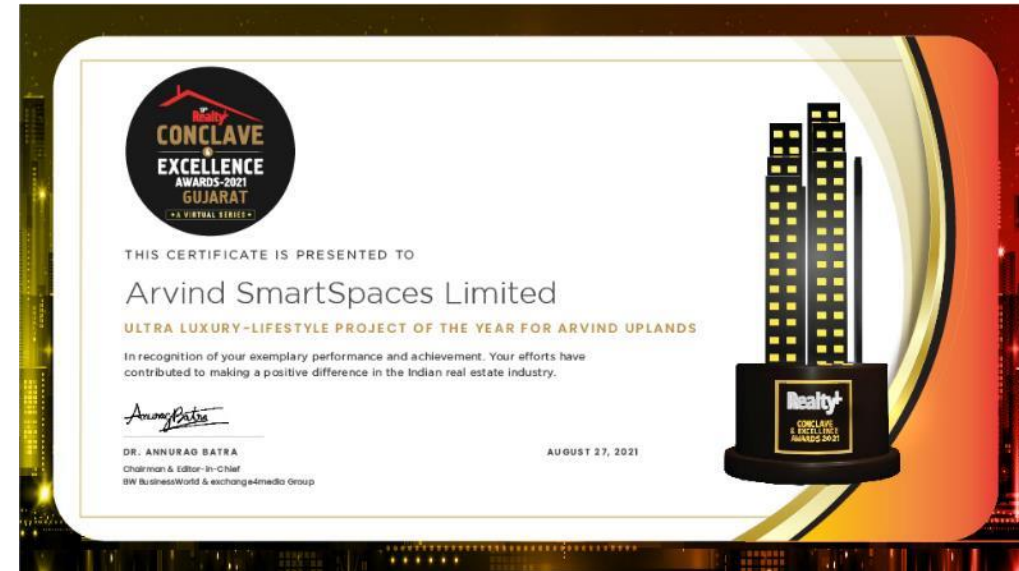 13th
Realty+
CONCLAVE
&
EXCELLENCE
AWARDS-2021
GUJARAT
• A VIRTUAL SERIES •
THIS CERTIFICATE IS PRESENTED TO
Arvind SmartSpaces Limited
ULTRA LUXURY-LIFESTYLE PROJECT OF THE YEAR FOR ARVIND UPLANDS
In recognition of your exemplary performance and achievement. Your efforts have
contributed to making a positive difference in the Indian real estate industry.
Anurag Batra
DR. ANNURAG BATRA
AUGUST 27, 2021
Chairman & Editor-in-Chief
BW BusinessWorld & exchange4media Group
Realty+
CONCLAVE
& EXCELLENCE
AWARDS 2021